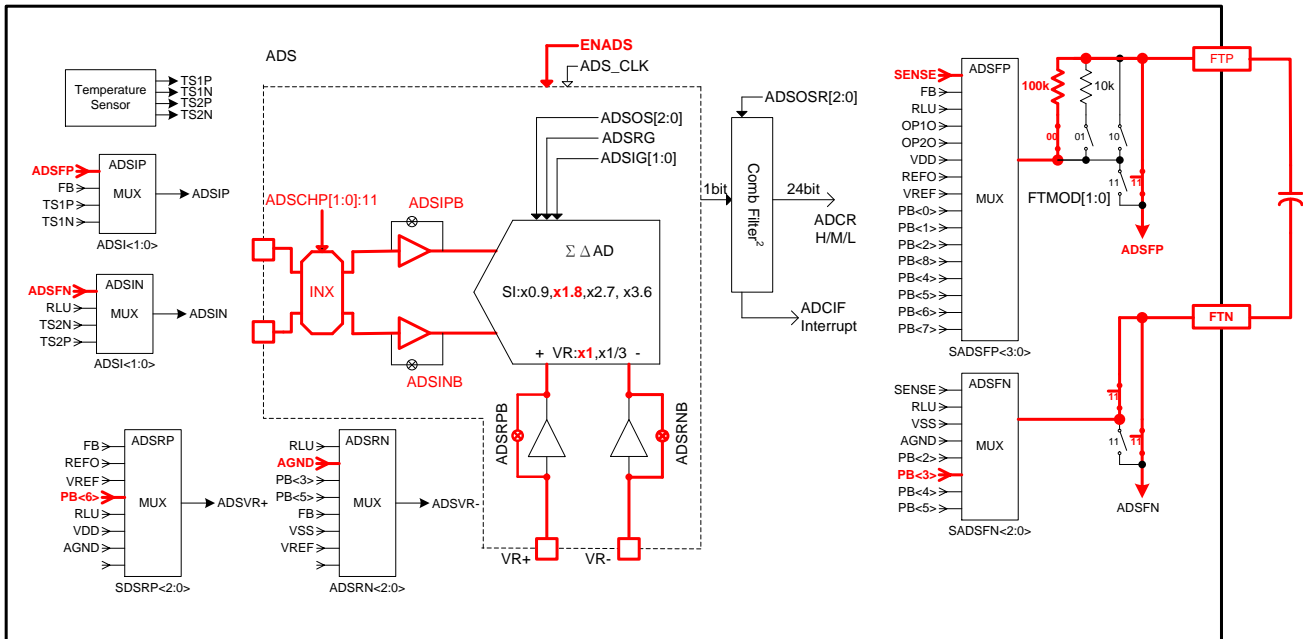 ADS
ENADS
ADS_CLK
Temperature
Sensor
TS1P
TS1N
TS2P
TS2N
ADSFP
FB
TS1P
TS1N
ADSIP
MUX
ADSIP
ADSI<1:0>
ADSFN
RLU
TS2N
TS2P
ADSIN
MUX
ADSIN
ADSI<1:0>
ADSCHP[1:0]:11
INX
ADSIPB
ADSINB
ADSOS[2:0]
ADSRG
ADSIG[1:0]
Σ Δ AD
SI:x0.9,x1.8,x2.7, x3.6
+ VR:x1,x1/3 -
ADSRPB
ADSRNB
VR+
VR-
ADSOSR[2:0]
1bit
Comb Filter2
24bit
ADCR
H/M/L
ADCIF
Interrupt
FB
REFO
VREF
PB<6>
RLU
VDD
AGND
ADSRP
MUX
ADSVR+
SDSRP<2:0>
RLU
AGND
PB<3>
PB<5>
FB
VSS
VREF
ADSRN
MUX
ADSVR-
ADSRN<2:0>
SENSE
FB
RLU
OP1O
OP2O
VDD
REFO
VREF
PB<0>
PB<1>
PB<2>
PB<8>
PB<4>
PB<5>
PB<6>
PB<7>
ADSFP
MUX
SADSFP<3:0>
100k
10k
00
01
10
11
11
FTMOD[1:0]
ADSFP
FTP
SENSE
RLU
VSS
AGND
PB<2>
PB<3>
PB<4>
PB<5>
ADSFN
MUX
SADSFN<2:0>
11
11
11
ADSFN
FTN